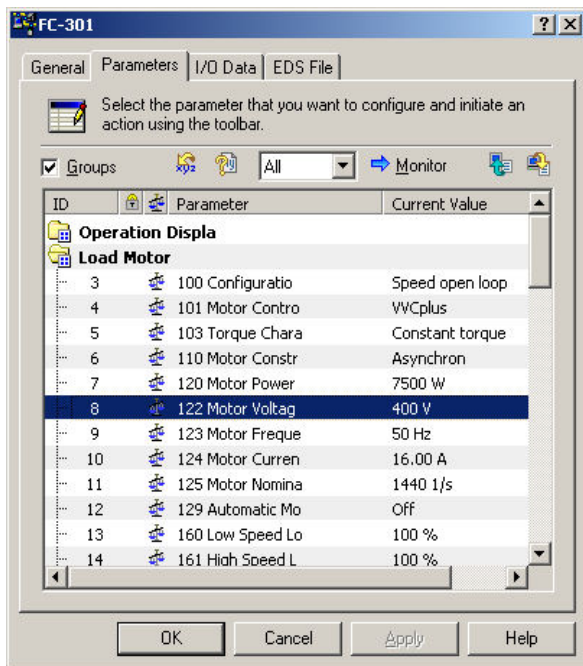 FC-301
General Parameters I/O Data EDS File
Select the parameter that you want to configure and initiate an
action using the toolbar.
Groups All Monitor
ID Parameter Current Value
Operation Displa
Load Motor
3 100 Configuratio Speed open loop
4 101 Motor Contro VVCplus
5 103 Torque Chara Constant torque
6 110 Motor Constr Asynchron
7 120 Motor Power 7500 W
8 122 Motor Voltag 400 V
9 123 Motor Freque 50 Hz
10 124 Motor Curren 16.00 A
11 125 Motor Nomina 1440 1/s
12 129 Automatic Mo Off
13 160 Low Speed Lo 100 %
14 161 High Speed L 100 %
OK Cancel Apply Help